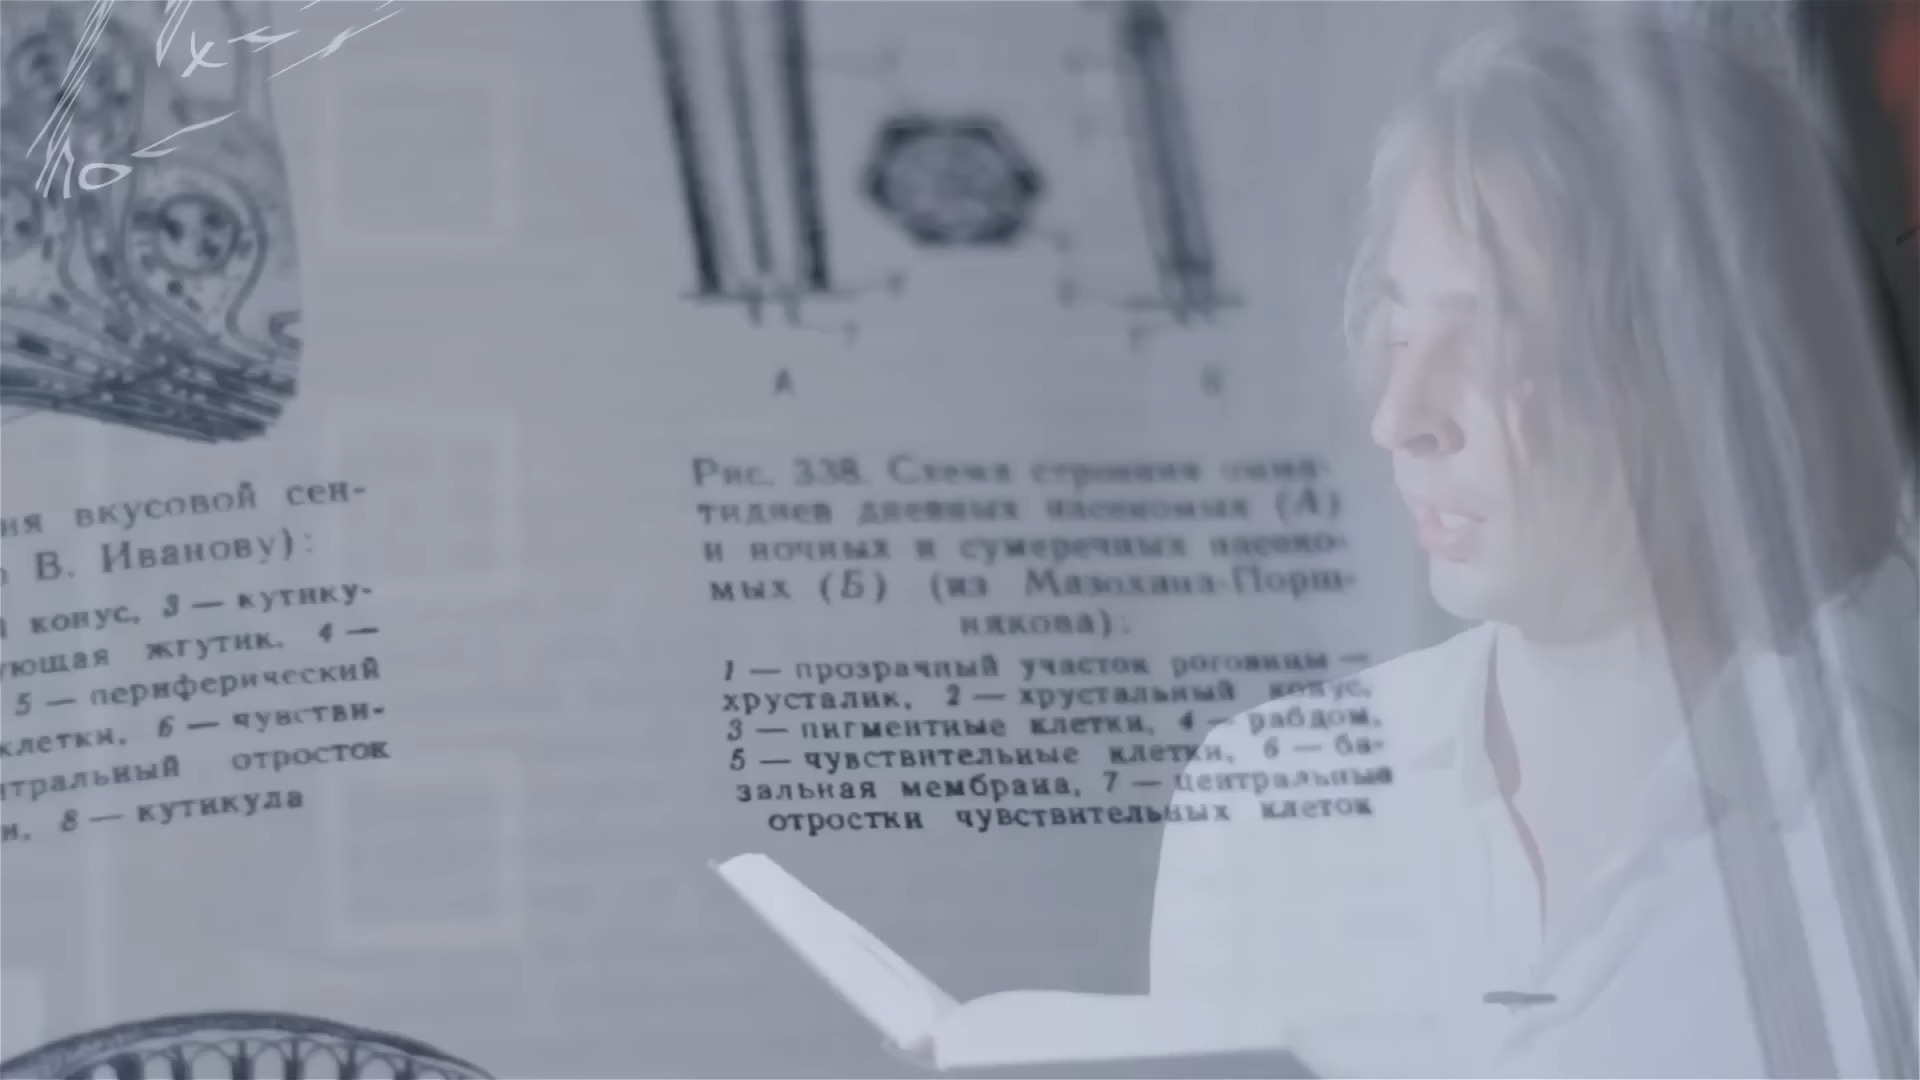 ия вкусовой сен-
В. Иванову):
конус, 3 — кутику-
ующая жгутик. 4 —
5 — периферический
клетки, 6 — чувстви-
нтральный отросток
и, 8 — кутикула
А
Рис. 338. Схема строения омма-
тидиев дневных насекомых (А)
и ночных и сумеречных насеко-
мых (Б) (из Мазохина-Порш-
някова):
1 — прозрачный участок роговицы —
хрусталик, 2 — хрустальный конус,
3 — пигментные клетки, 4 — рабдом,
5 — чувствительные клетки, 6 — ба-
зальная мембрана, 7 — центральные
отростки чувствительных клеток